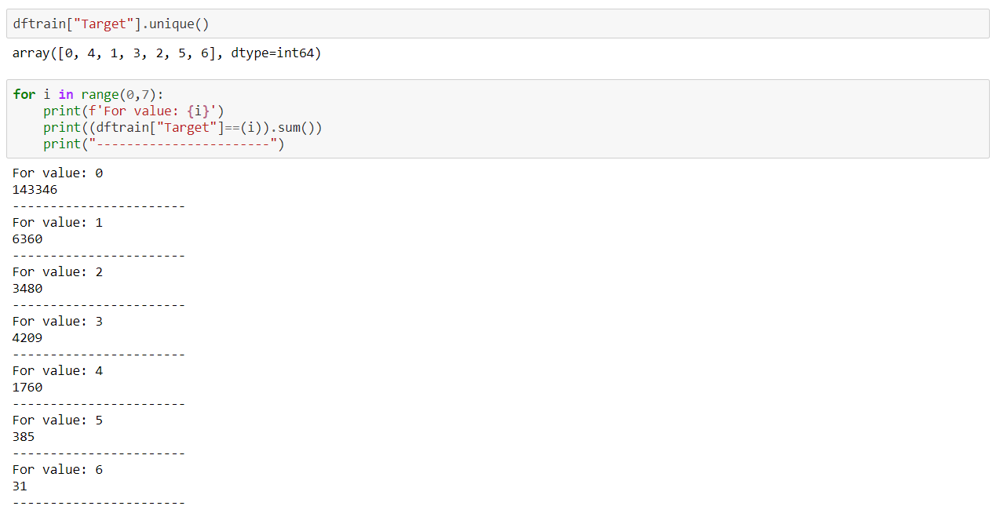 dftrain["Target"].unique()
array([0, 4, 1, 3, 2, 5, 6], dtype=int64)
for i in range(0,7):
    print(f'For value: {i}')
    print((dftrain["Target"]==(i)).sum())
    print("-----------------------")
For value: 0
143346
-----------------------
For value: 1
6360
-----------------------
For value: 2
3480
-----------------------
For value: 3
4209
-----------------------
For value: 4
1760
-----------------------
For value: 5
385
-----------------------
For value: 6
31
-----------------------